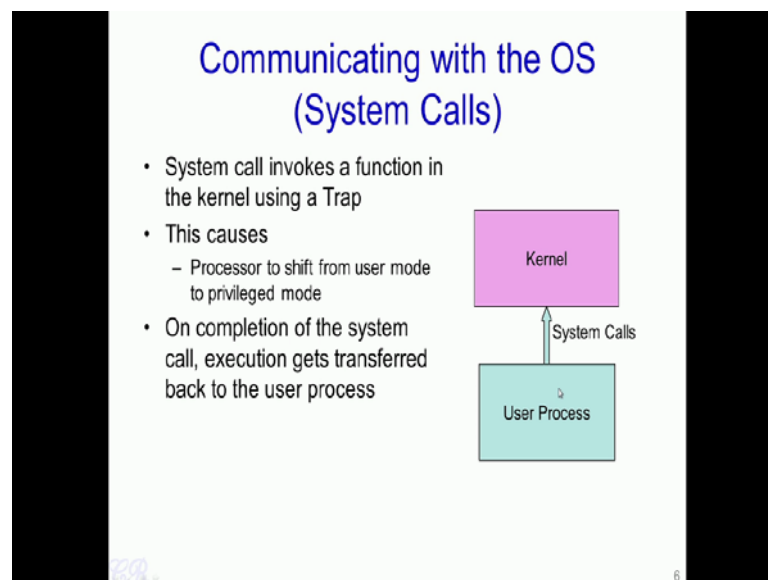 Communicating with the OS
(System Calls)
• System call invokes a function in
the kernel using a Trap
• This causes
– Processor to shift from user mode
to privileged mode
• On completion of the system
call, execution gets transferred
back to the user process
Kernel
System Calls
User Process
6